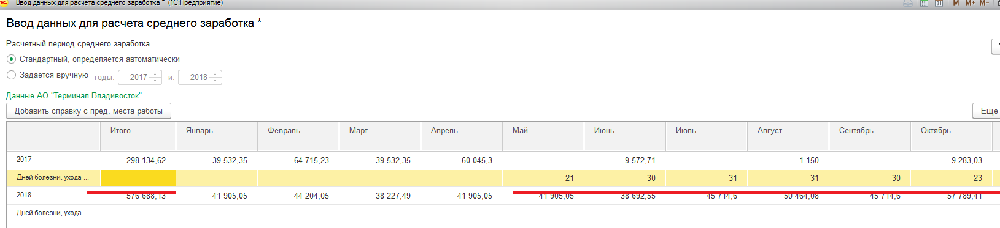 Ввод данных для расчета среднего заработка * (1С:Предприятие)
31 M M+ M-
Ввод данных для расчета среднего заработка *
Расчетный период среднего заработка
Стандартный, определяется автоматически
Задается вручную годы: 2017 и: 2018
Данные АО "Терминал Владивосток"
Добавить справку с пред. места работы Еще
Итого Январь Февраль Март Апрель Май Июнь Июль Август Сентябрь Октябрь
2017 298 134,62 39 532,35 64 715,23 39 532,35 60 045,3 -9 572,71 1 150 9 283,03
Дней болезни, ухода ... 21 30 31 31 30 23
2018 576 688,13 41 905,05 44 204,05 38 227,49 41 905,05 41 905,05 38 692,55 45 714,6 50 464,08 45 714,6 57 789,41
Дней болезни, ухода ...